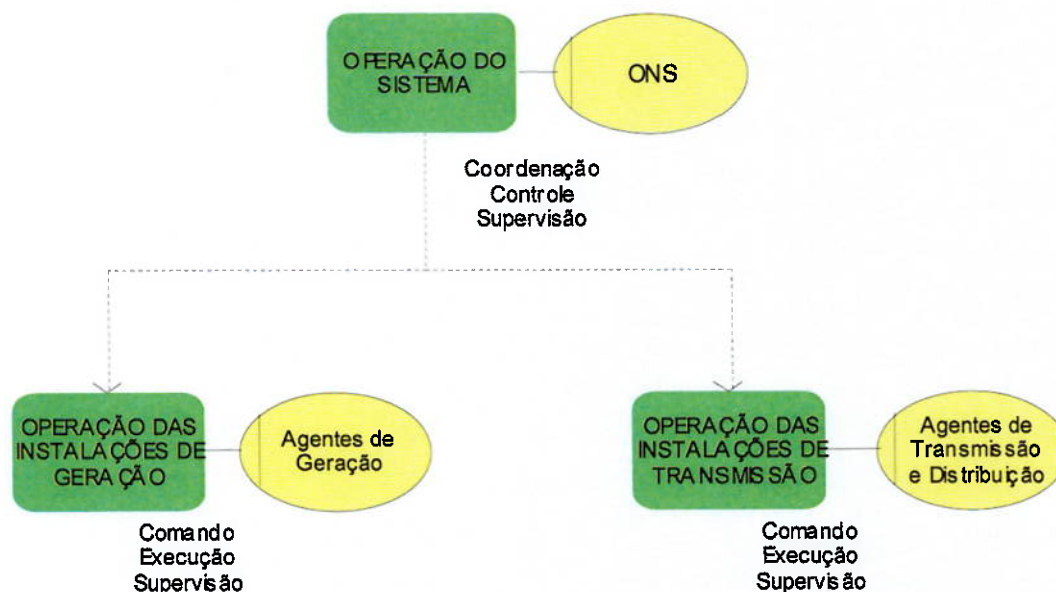 OPERAÇÃO DO
SISTEMA
ONS
Coordenação
Controle
Supervisão
OPERAÇÃO DAS
INSTALAÇÕES DE
GERAÇÃO
Agentes de
Geração
Comando
Execução
Supervisão
OPERAÇÃO DAS
INSTALAÇÕES DE
TRANSMISSÃO
Agentes de
Transmissão
e Distribuição
Comando
Execução
Supervisão